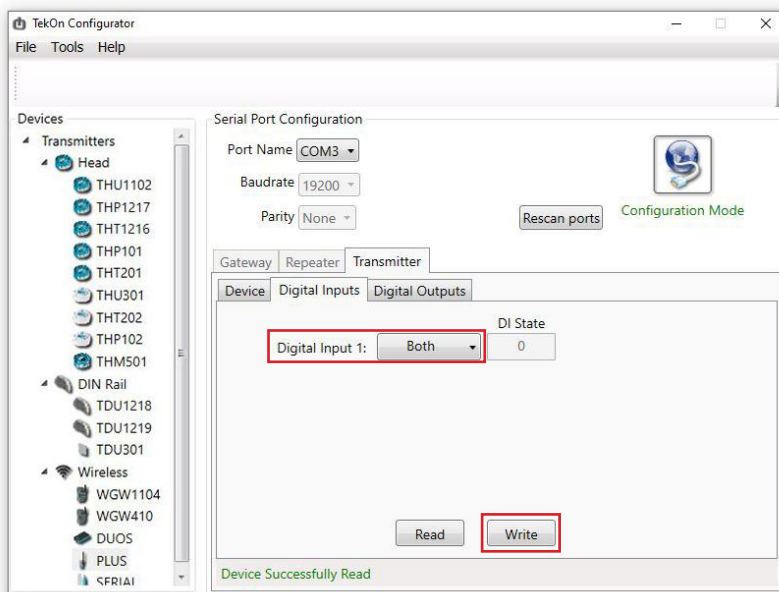 TekOn Configurator
File Tools Help
Devices
Transmitters
Head
THU1102
THP1217
THT1216
THP101
THT201
THU301
THT202
THP102
THM501
DIN Rail
TDU1218
TDU1219
TDU301
Wireless
WGW1104
WGW410
DUOS
PLUS
SERIAL
Serial Port Configuration
Port Name COM3
Baudrate 19200
Parity None
Rescan ports
Configuration Mode
Gateway Repeater Transmitter
Device Digital Inputs Digital Outputs
DI State
Digital Input 1: Both 0
Read Write
Device Successfully Read